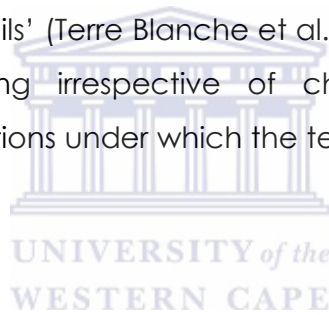 ils' (Terre Blanche et al.
ng irrespective of ch
tions under which the te
UNIVERSITY of the
WESTERN CAPE